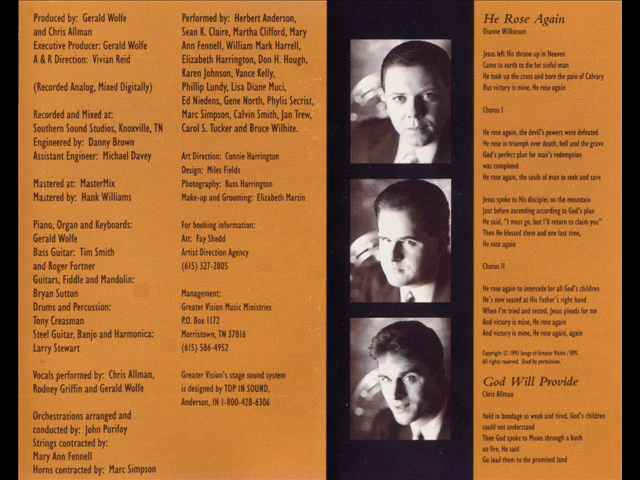 Produced by: Gerald Wolfe
and Chris Allman
Executive Producer: Gerald Wolfe
A & R Direction: Vivian Reid
(Recorded Analog, Mixed Digitally)
Recorded and Mixed at:
Southern Sound Studios, Knoxville, TN
Engineered by: Danny Brown
Assistant Engineer: Michael Davey
Mastered at: MasterMix
Mastered by: Hank Williams
Piano, Organ and Keyboards:
Gerald Wolfe
Bass Guitar: Tim Smith
and Roger Fortner
Guitars, Fiddle and Mandolin:
Bryan Sutton
Drums and Percussion:
Tony Creasman
Steel Guitar, Banjo and Harmonica:
Larry Stewart
Vocals performed by: Chris Allman,
Rodney Griffin and Gerald Wolfe
Orchestrations arranged and
conducted by: John Purifoy
Strings contracted by:
Mary Ann Fennell
Horns contracted by: Marc Simpson
Performed by: Herbert Anderson,
Sean K. Claire, Martha Clifford, Mary
Ann Fennell, William Mark Harrell,
Elizabeth Harrington, Don H. Hough,
Karen Johnson, Vance Kelly,
Phillip Lundy, Lisa Diane Muci,
Ed Niedens, Gene North, Phylis Secrist,
Marc Simpson, Calvin Smith, Jan Trew,
Carol S. Tucker and Bruce Wilhite.
Art Direction: Connie Harrington
Design: Miles Fields
Photography: Russ Harrington
Make-up and Grooming: Elizabeth Martin
For booking information:
Att: Fay Shedd
Artist Direction Agency
(615) 327-2805
Management:
Greater Vision Music Ministries
P.O. Box 1172
Morristown, TN 37816
(615) 586-4952
Greater Vision's stage sound system
is designed by TOP IN SOUND,
Anderson, IN 1-800-428-6306
He Rose Again
Dianne Wilkinson
Jesus left His throne up in Heaven
Came to earth to die for sinful man
He took up the cross and bore the pain of Calvary
But victory is mine, He rose again
Chorus I
He rose again, the devil's powers were defeated
He rose in triumph over death, hell and the grave
God's perfect plan for man's redemption
was completed
He rose again, the souls of man to seek and save
Jesus spoke to His disciples on the mountain
Just before ascending according to God's plan
He said, "I must go, but I'll return to claim you"
Then He blessed them and one last time,
He rose again
Chorus II
He rose again to intercede for all God's children
He's now seated at His Father's right hand
When I'm tried and tested, Jesus pleads for me
And victory is mine, He rose again
And victory is mine, He rose again, again
Copyright © 1993 Songs of Greater Vision / BMI.
All rights reserved. Used by permission.
God Will Provide
Chris Allman
Held in bondage so weak and tired, God's children
could not understand
Then God spoke to Moses through a bush
on fire, He said
Go lead them to the promised land